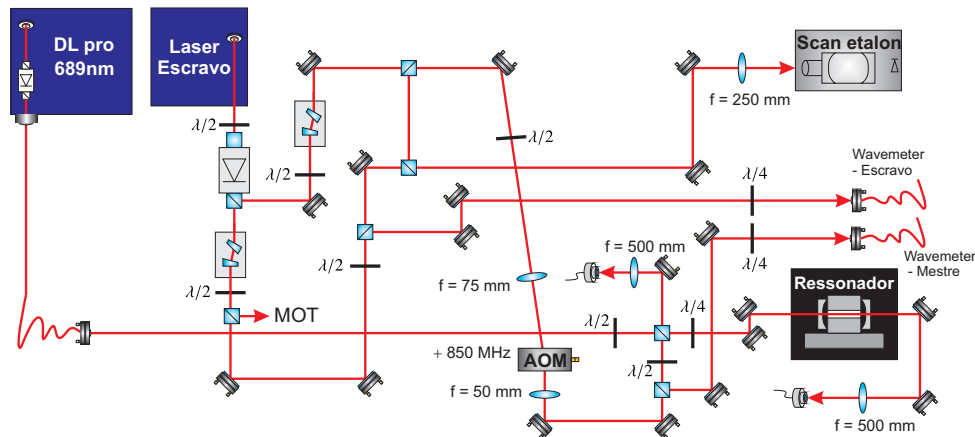 DL pro
689nm
Laser
Escravo
Scan etalon
f = 250 mm
λ/2
λ/2
λ/2
Wavemeter
- Escravo
λ/4
f = 500 mm
λ/4
Wavemeter
- Mestre
λ/2
f = 75 mm
Ressonador
λ/2
MOT
λ/2
λ/4
+ 850 MHz
AOM
λ/2
f = 50 mm
f = 500 mm